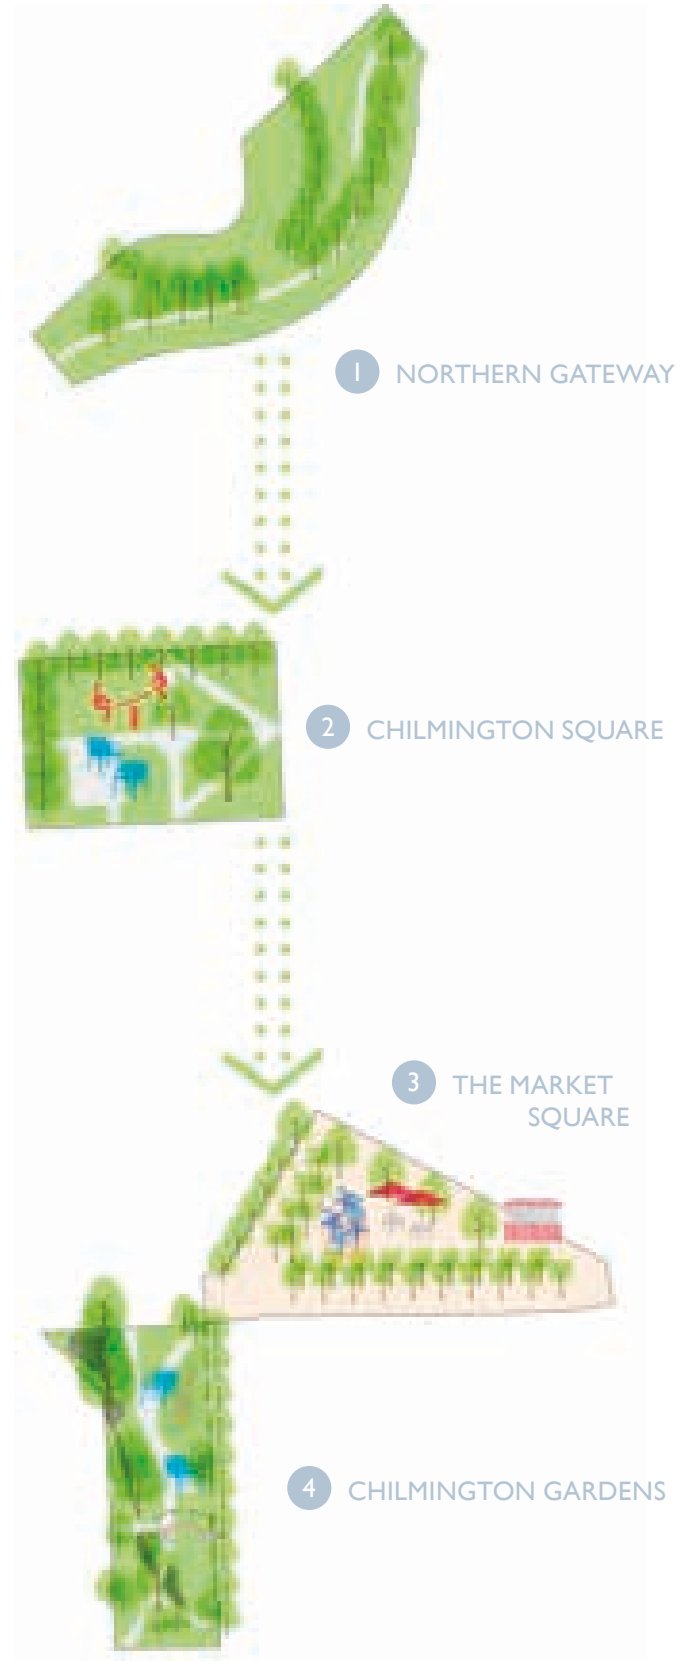 1 NORTHERN GATEWAY
2 CHILMINGTON SQUARE
3 THE MARKET
SQUARE
4 CHILMINGTON GARDENS